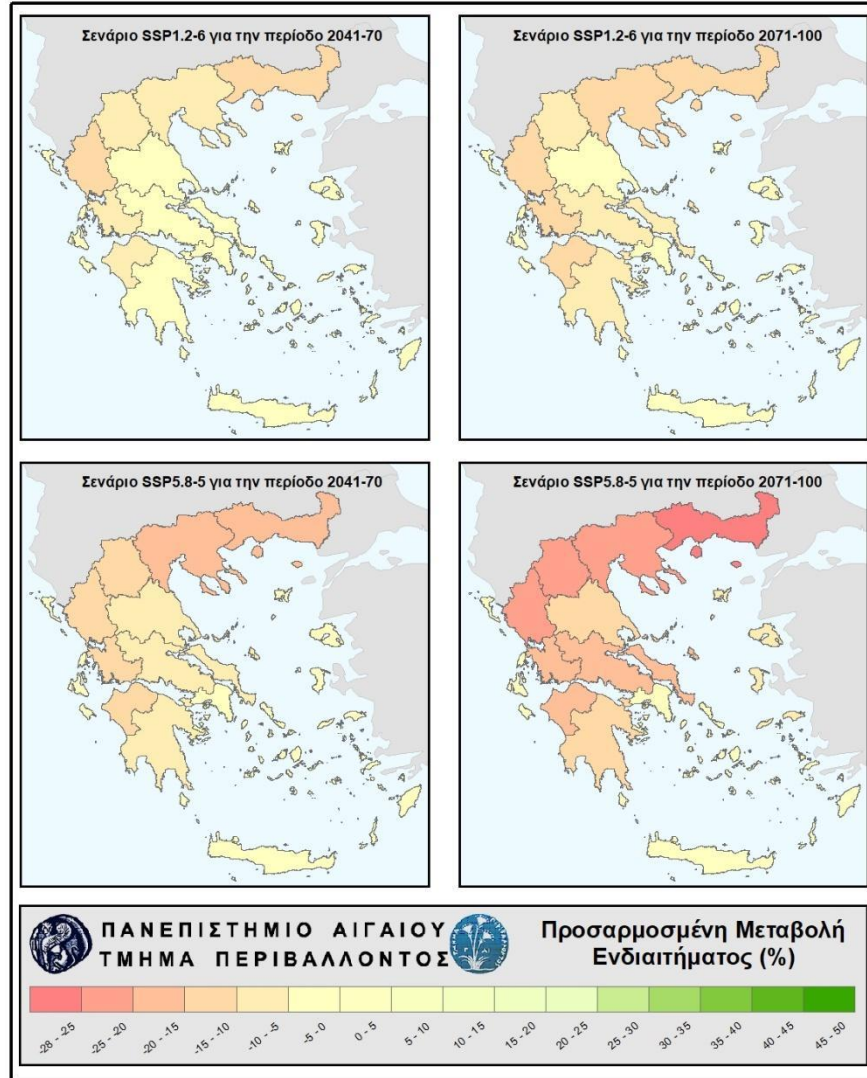 Σενάριο SSP1.2-6 για την περίοδο 2041-70
Σενάριο SSP1.2-6 για την περίοδο 2071-100
Σενάριο SSP5.8-5 για την περίοδο 2041-70
Σενάριο SSP5.8-5 για την περίοδο 2071-100
ΠΑΝΕΠΙΣΤΗΜΙΟ ΑΙΓΑΙΟΥ
ΤΜΗΜΑ ΠΕΡΙΒΑΛΛΟΝΤΟΣ
Προσαρμοσμένη Μεταβολή
Ενδιαιτήματος (%)
-28 - -25
-25 - -20
-20 - -15
-15 - -10
-10 - -5
-5 - 0
0 - 5
5 - 10
10 - 15
15 - 20
20 - 25
25 - 30
30 - 35
35 - 40
40 - 45
45 - 50